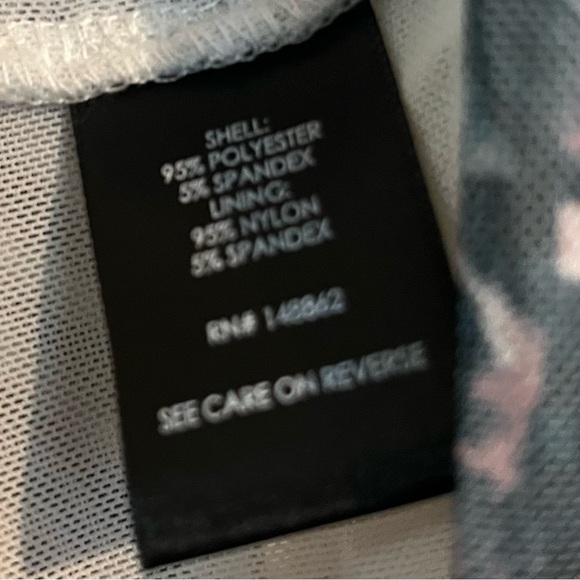 SHELL:
95% POLYESTER
5% SPANDEX
LINING:
95% NYLON
5% SPANDEX
RN# 148862
SEE CARE ON REVERSE